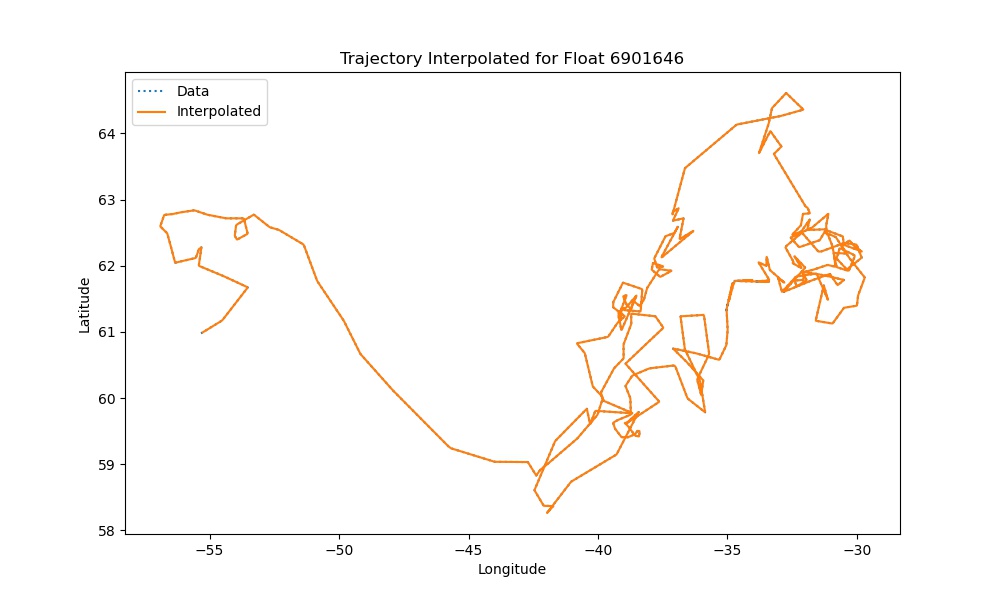 Trajectory Interpolated for Float 6901646
Data
Interpolated
64
63
62
61
60
59
58
Latitude
−55
−50
−45
−40
−35
−30
Longitude